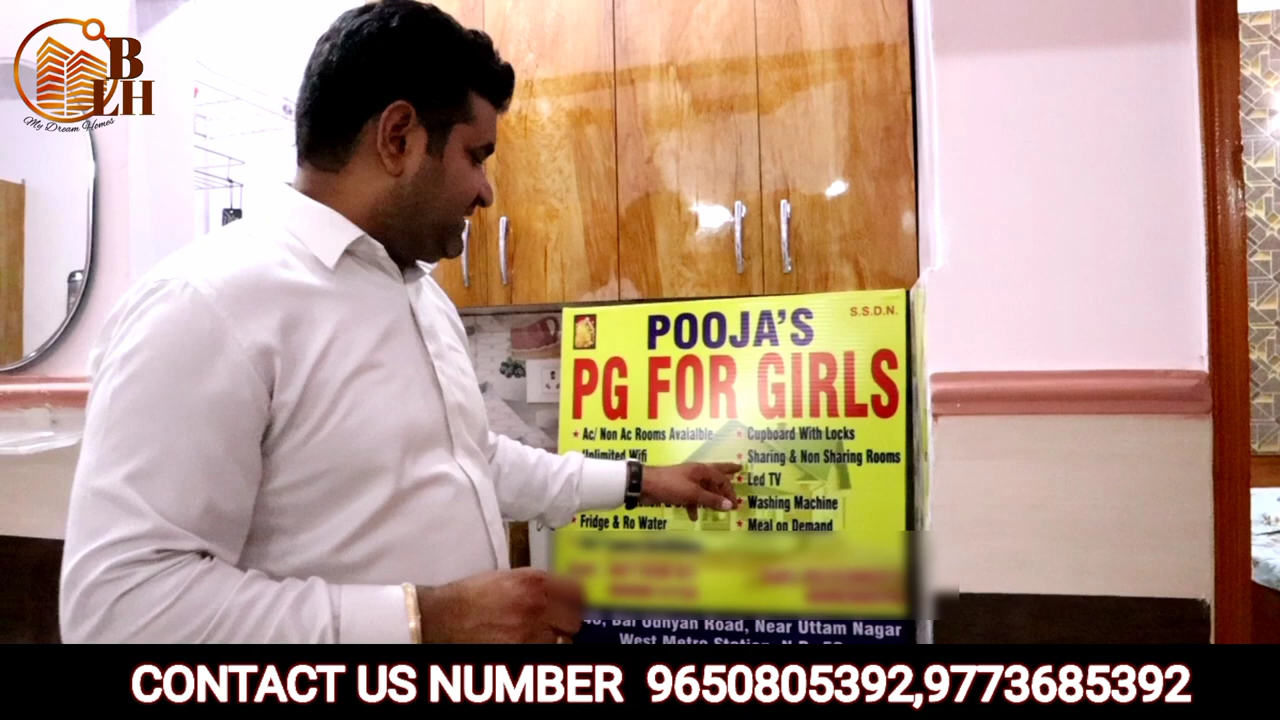 B
LH
My Dream Homes
S.S.D.N.
POOJA'S
PG FOR GIRLS
★ Ac/ Non Ac Rooms Avaialble
★ Cupboard With Locks
Unlimited Wifi
★ Sharing & Non Sharing Rooms
★ Led TV
★ Washing Machine
★ Fridge & Ro Water
★ Meal on Demand
Bal Udhyan Road, Near Uttam Nagar
West Metro Station,
CONTACT US NUMBER 9650805392,9773685392